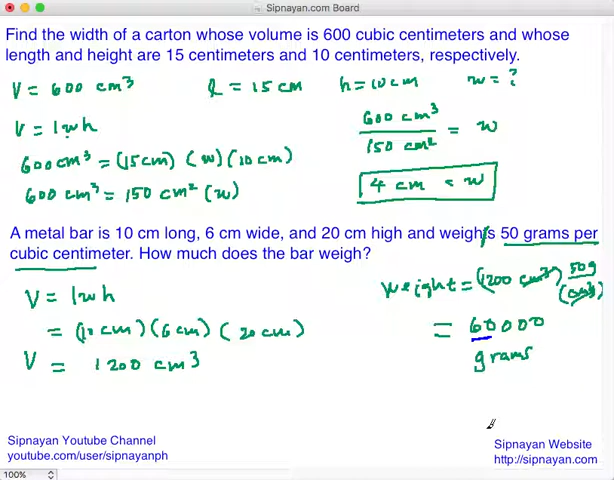 Sipnayan.com Board
Find the width of a carton whose volume is 600 cubic centimeters and whose
length and height are 15 centimeters and 10 centimeters, respectively.
V = 600 cm³ l = 15 cm h = 10 cm w = ?
V = lwh
600 cm³ = (15 cm) (w) (10 cm)
600 cm³ = 150 cm² (w)
600 cm³ / 150 cm² = w
4 cm = w
A metal bar is 10 cm long, 6 cm wide, and 20 cm high and weighs 50 grams per
cubic centimeter. How much does the bar weigh?
V = lwh
= (10 cm) (6 cm) (20 cm)
V = 1200 cm³
Weight = (1200 cm³) 50g / (cm³)
= 60000
grams
Sipnayan Youtube Channel
youtube.com/user/sipnayanph
Sipnayan Website
http://sipnayan.com
100%